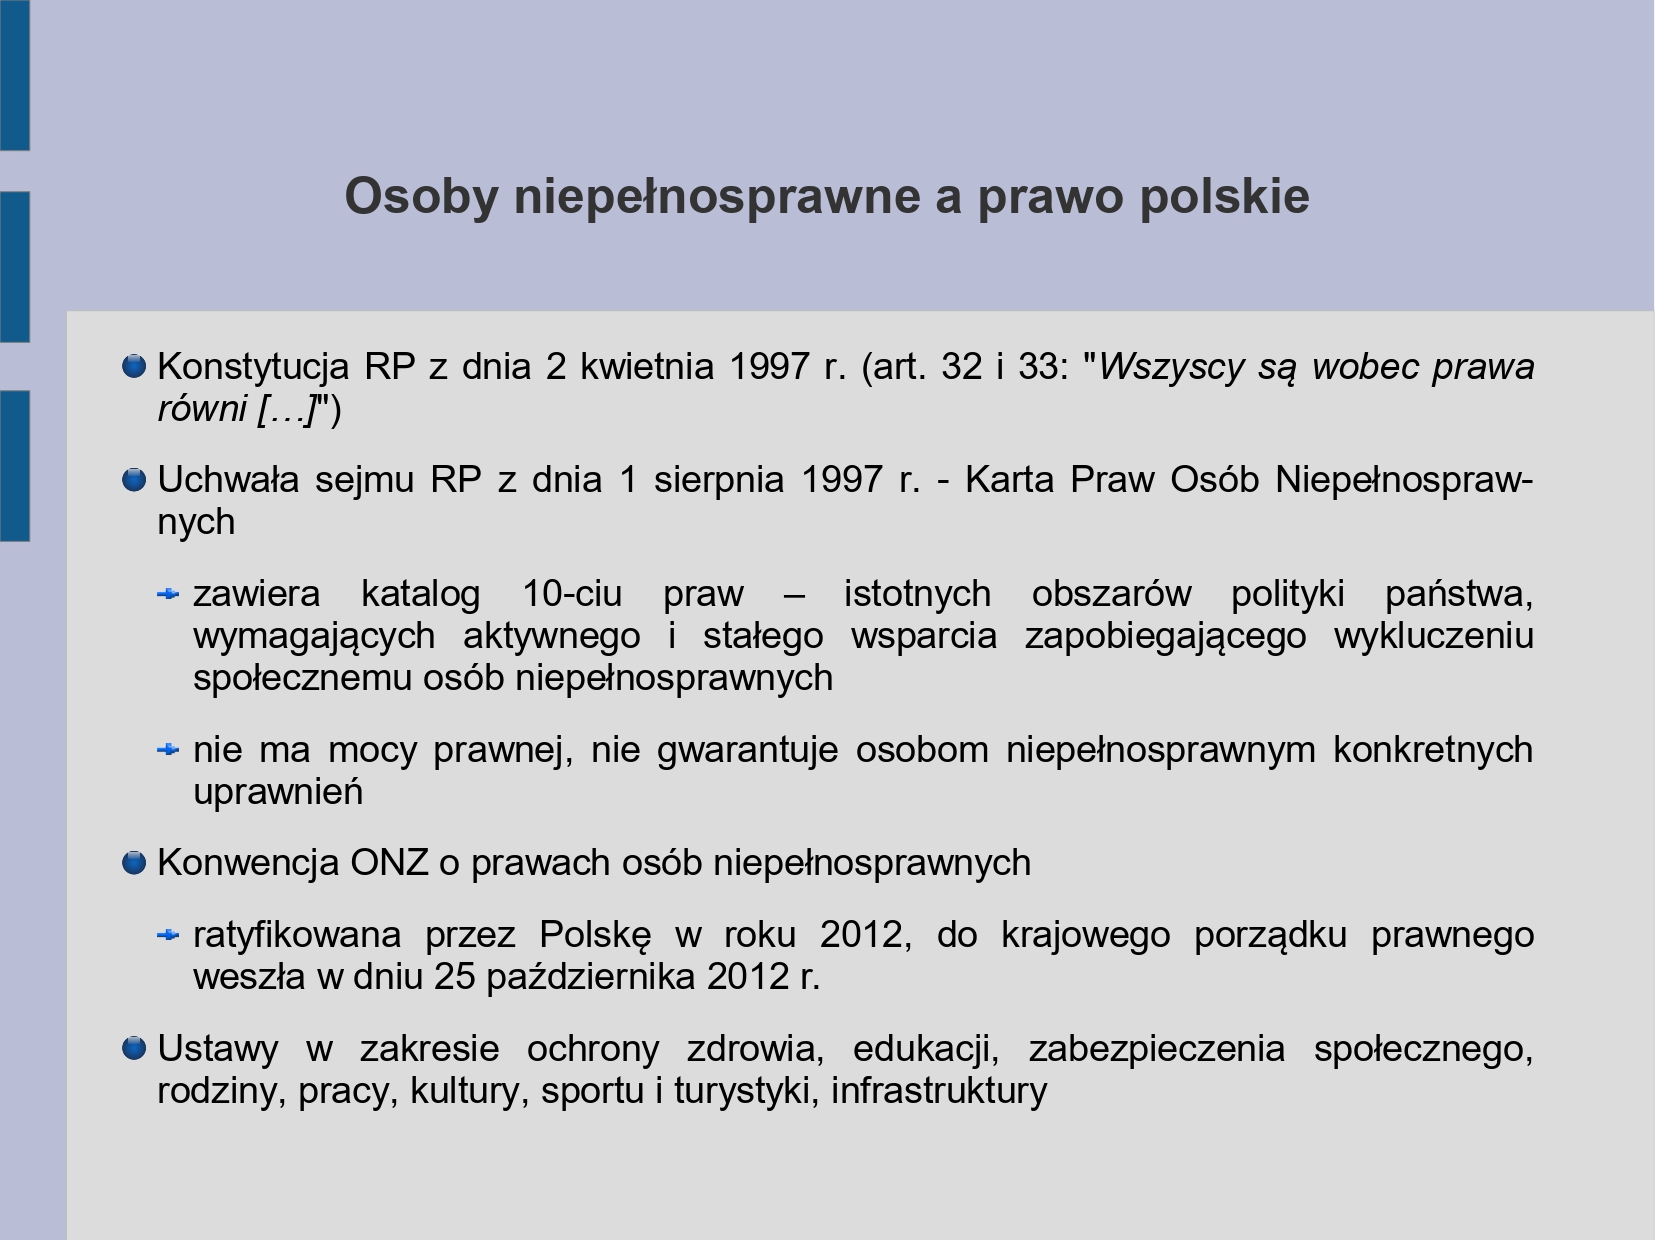 Osoby niepełnosprawne a prawo polskie
Konstytucja RP z dnia 2 kwietnia 1997 r. (art. 32 i 33: "Wszyscy są wobec prawa
równi […]")
Uchwała sejmu RP z dnia 1 sierpnia 1997 r. - Karta Praw Osób Niepełnospraw-
nych
zawiera katalog 10-ciu praw – istotnych obszarów polityki państwa,
wymagających aktywnego i stałego wsparcia zapobiegającego wykluczeniu
społecznemu osób niepełnosprawnych
nie ma mocy prawnej, nie gwarantuje osobom niepełnosprawnym konkretnych
uprawnień
Konwencja ONZ o prawach osób niepełnosprawnych
ratyfikowana przez Polskę w roku 2012, do krajowego porządku prawnego
weszła w dniu 25 października 2012 r.
Ustawy w zakresie ochrony zdrowia, edukacji, zabezpieczenia społecznego,
rodziny, pracy, kultury, sportu i turystyki, infrastruktury